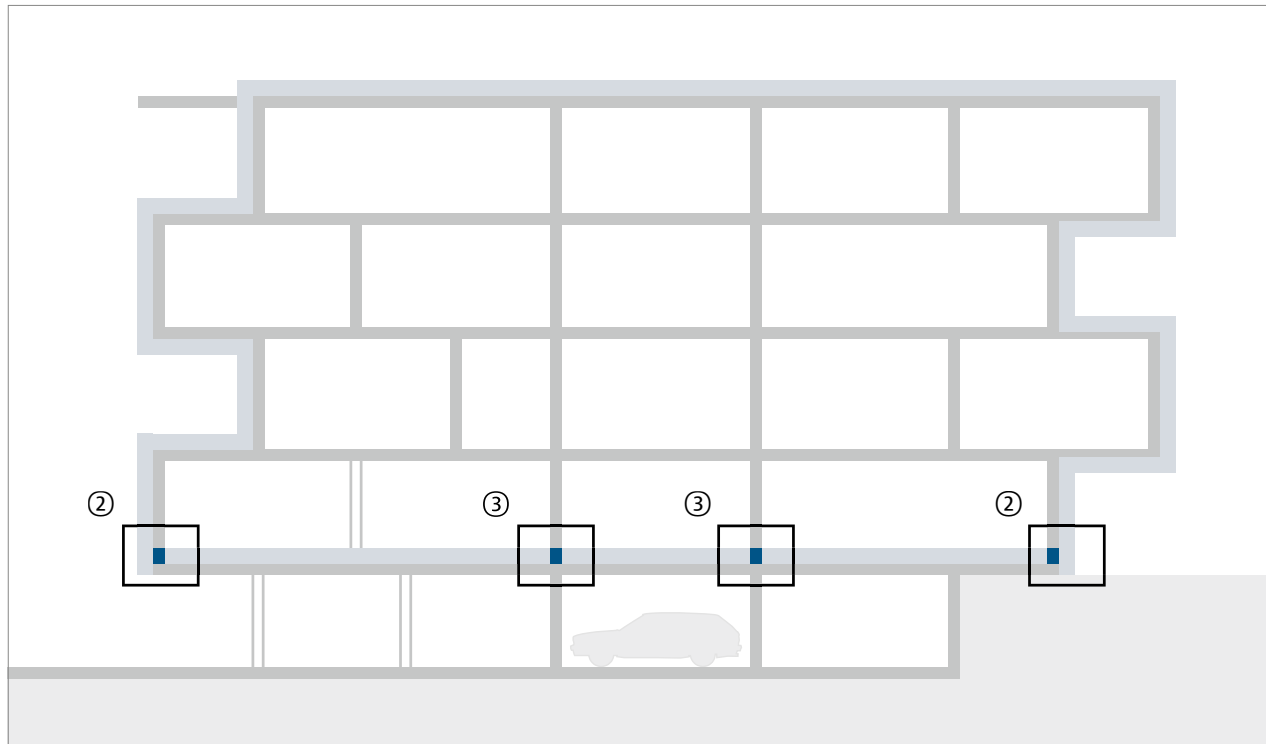 ② ③ ③ ②